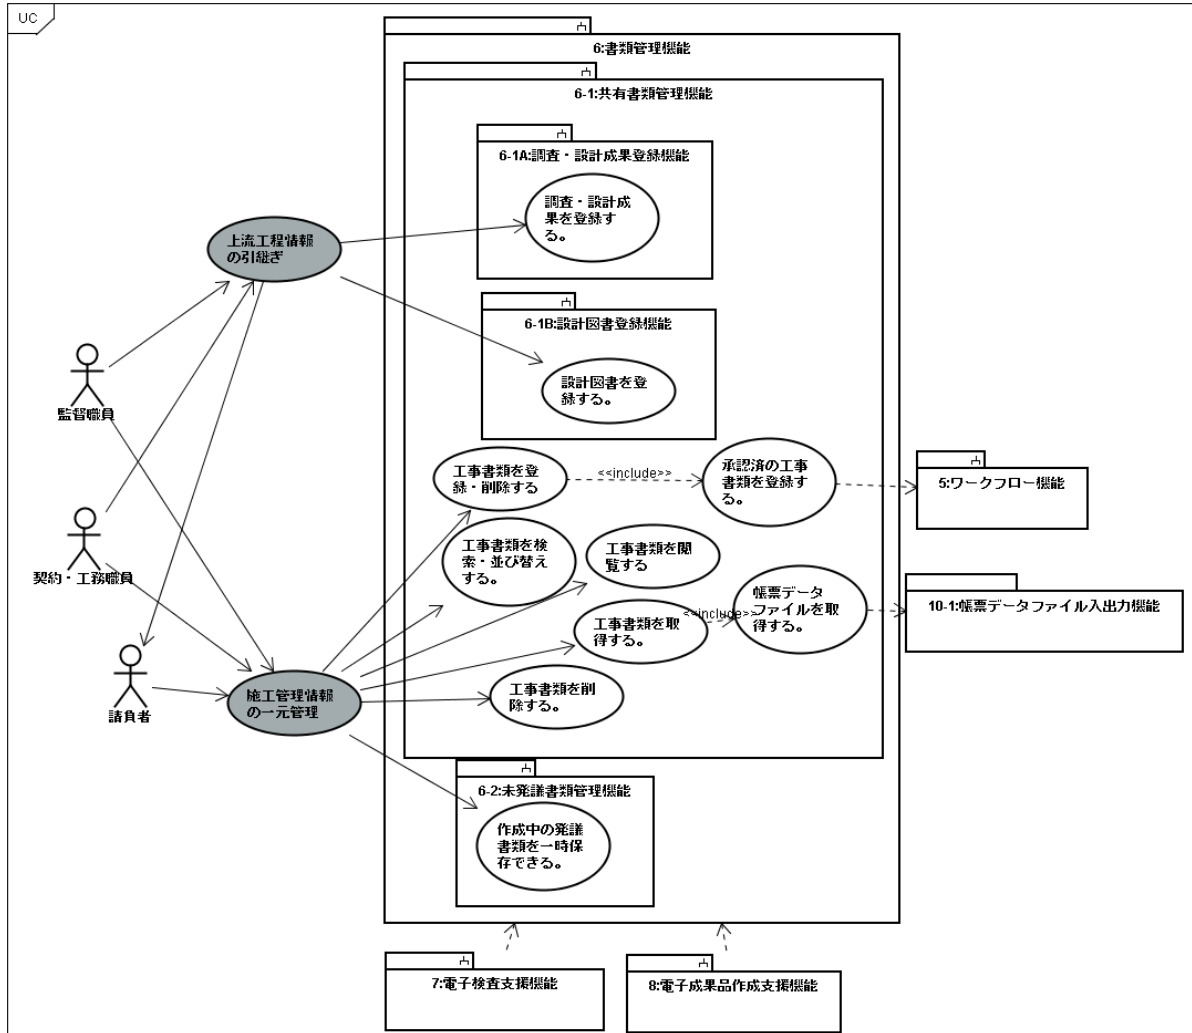 UC
6:書類管理機能
6-1:共有書類管理機能
6-1A:調査・設計成果登録機能
調査・設計成
果を登録す
る。
上流工程情報
の引継ぎ
6-1B:設計図書登録機能
設計図書を登
録する。
監督職員
工事書類を登
録・削除する
<<include>>
承認済の工事
書類を登録す
る。
5:ワークフロー機能
契約・工務職員
工事書類を検
索・並び替え
する。
工事書類を閲
覧する
工事書類を取
得する。
<<include>>
帳票データ
ファイルを取
得する。
10-1:帳票データファイル入出力機能
請負者
施工管理情報
の一元管理
工事書類を削
除する。
6-2:未発議書類管理機能
作成中の発議
書類を一時保
存できる。
7:電子検査支援機能
8:電子成果品作成支援機能